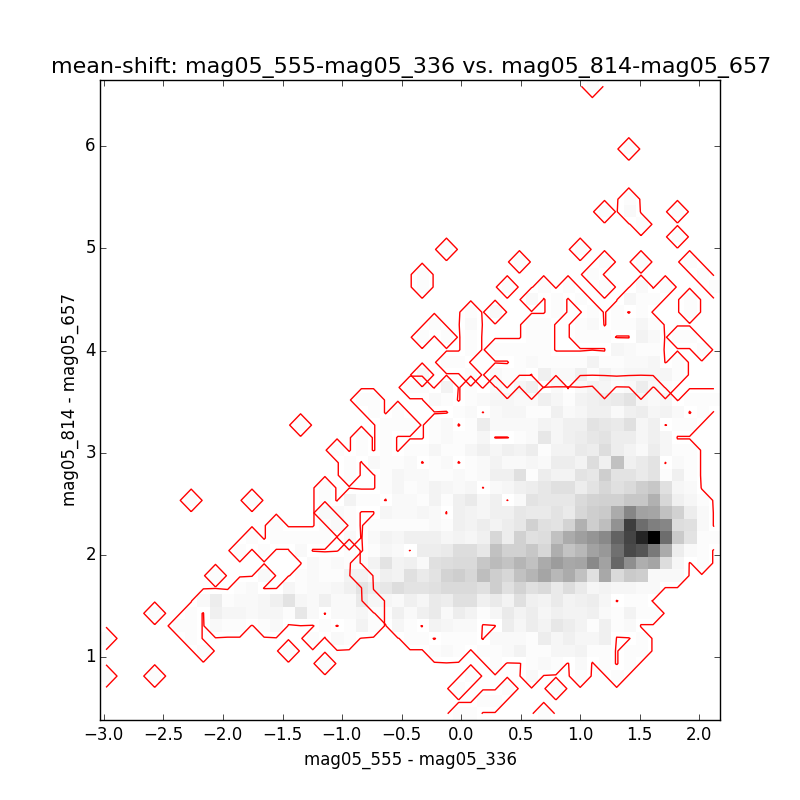 mean-shift: mag05_555-mag05_336 vs. mag05_814-mag05_657
6
5
4
3
2
1
mag05_814 - mag05_657
−3.0 −2.5 −2.0 −1.5 −1.0 −0.5 0.0 0.5 1.0 1.5 2.0
mag05_555 - mag05_336